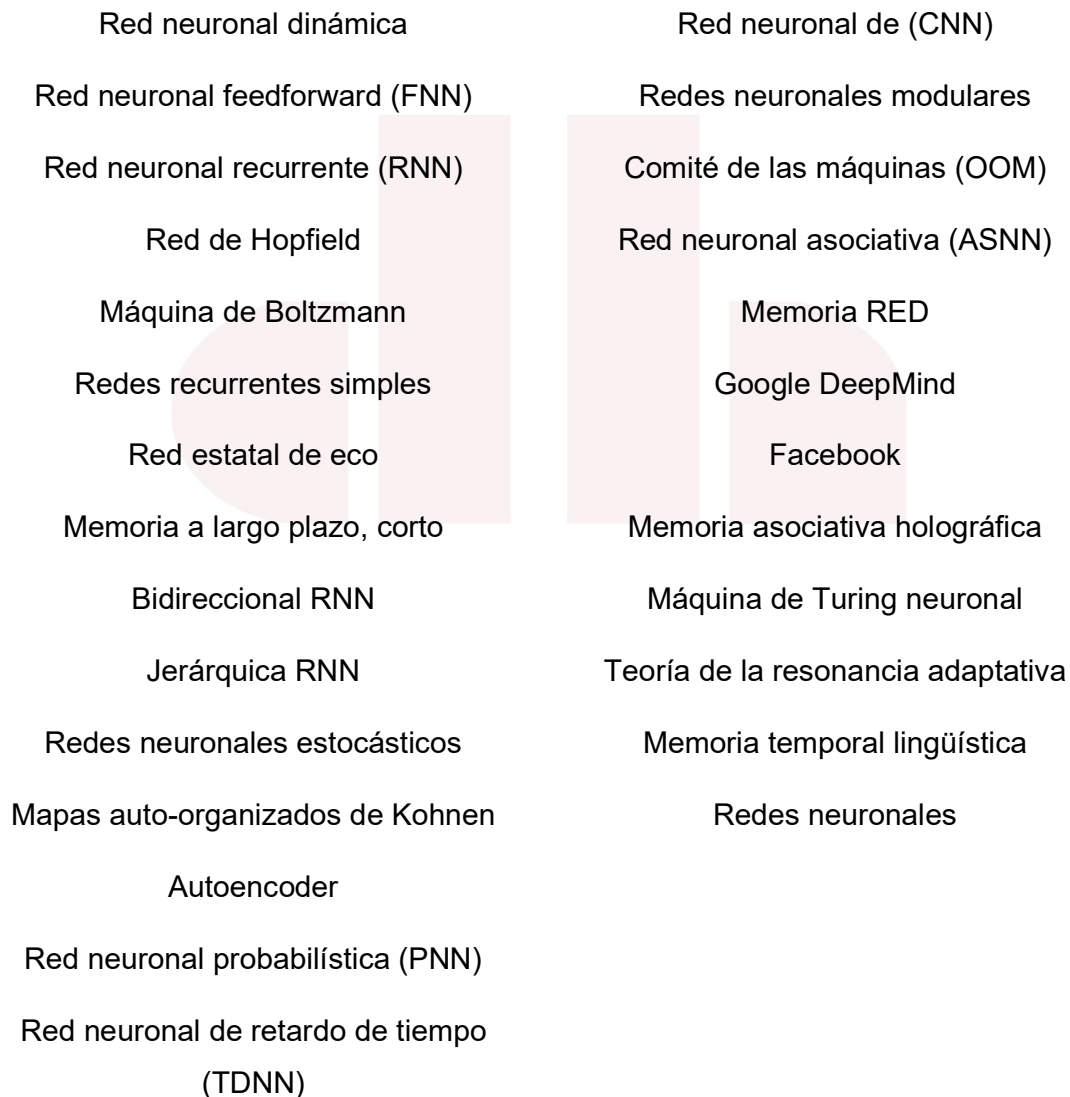 Red neuronal dinámica
Red neuronal feedforward (FNN)
Red neuronal recurrente (RNN)
Red de Hopfield
Máquina de Boltzmann
Redes recurrentes simples
Red estatal de eco
Memoria a largo plazo, corto
Bidireccional RNN
Jerárquica RNN
Redes neuronales estocásticos
Mapas auto-organizados de Kohnen
Autoencoder
Red neuronal probabilística (PNN)
Red neuronal de retardo de tiempo
(TDNN)
Red neuronal de (CNN)
Redes neuronales modulares
Comité de las máquinas (OOM)
Red neuronal asociativa (ASNN)
Memoria RED
Google DeepMind
Facebook
Memoria asociativa holográfica
Máquina de Turing neuronal
Teoría de la resonancia adaptativa
Memoria temporal lingüística
Redes neuronales